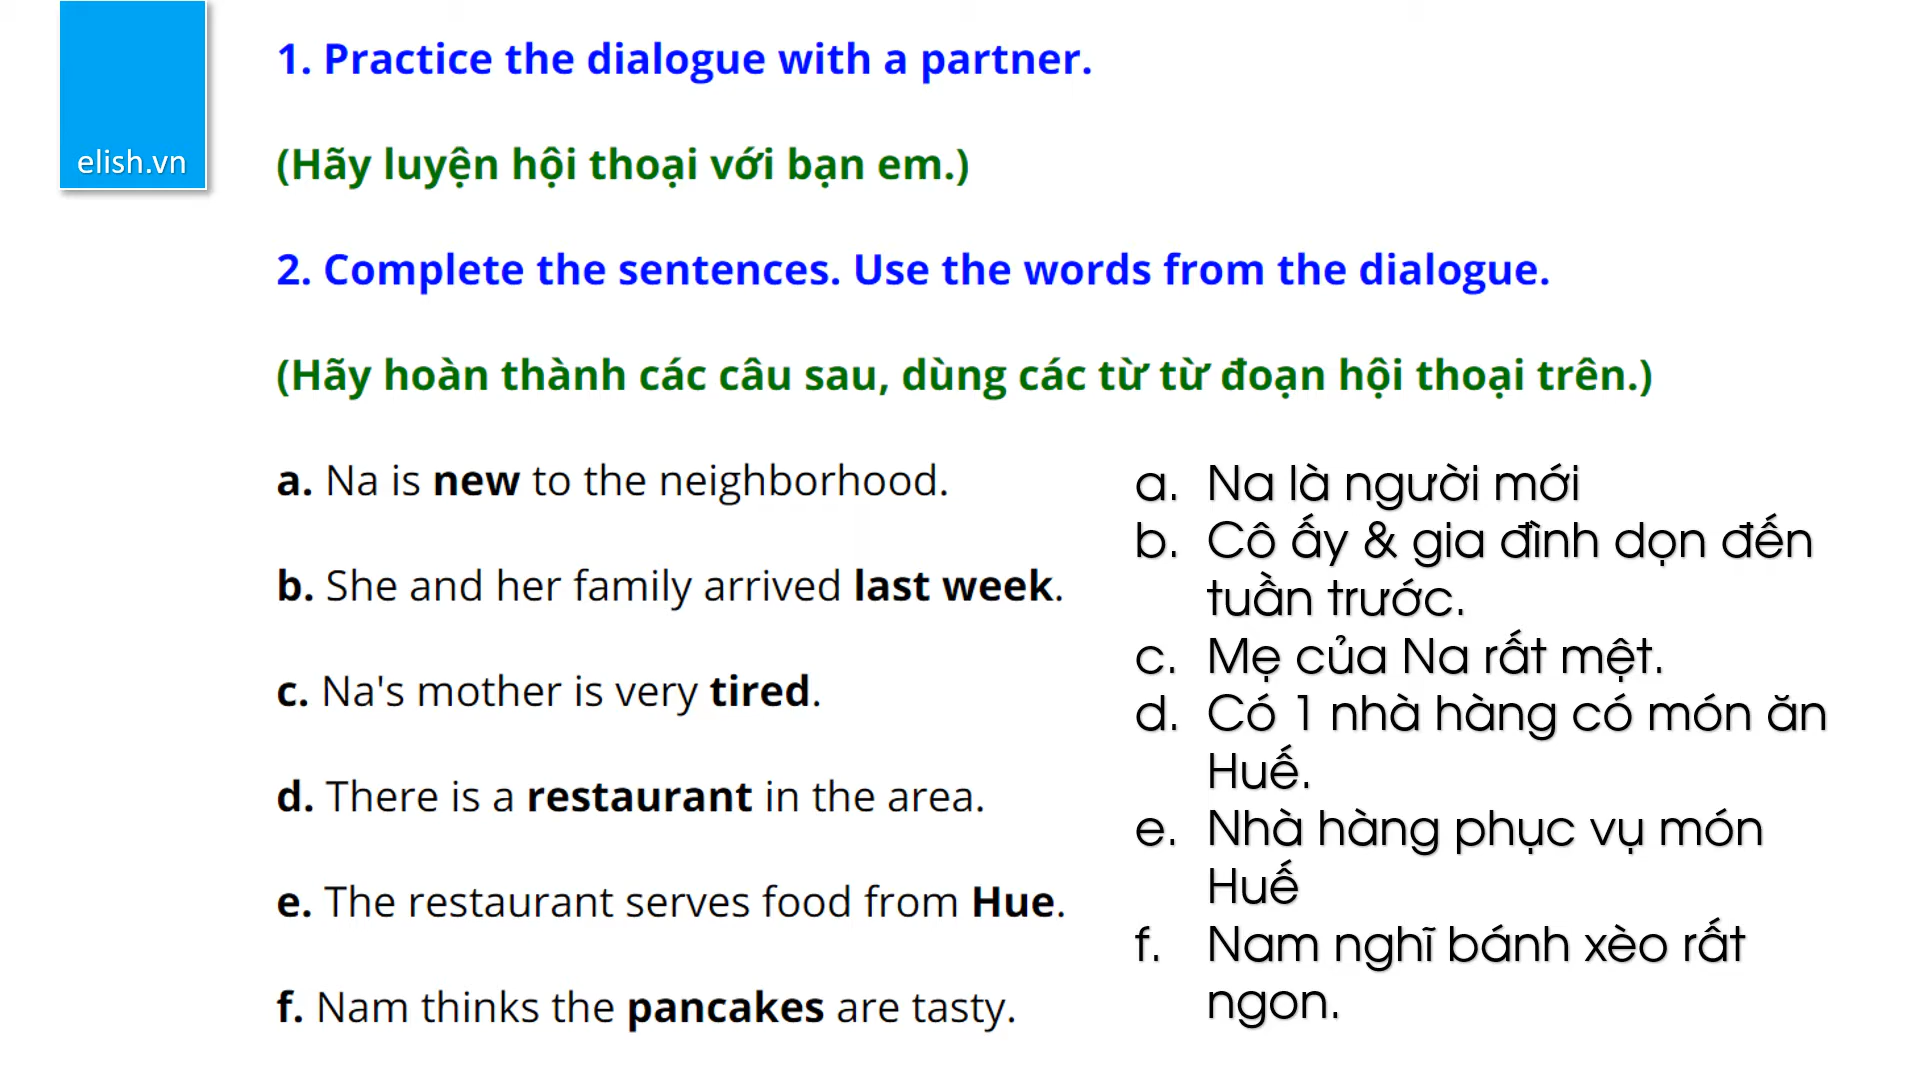 elish.vn
1. Practice the dialogue with a partner.
(Hãy luyện hội thoại với bạn em.)
2. Complete the sentences. Use the words from the dialogue.
(Hãy hoàn thành các câu sau, dùng các từ từ đoạn hội thoại trên.)
a. Na is new to the neighborhood.
b. She and her family arrived last week.
c. Na's mother is very tired.
d. There is a restaurant in the area.
e. The restaurant serves food from Hue.
f. Nam thinks the pancakes are tasty.
a. Na là người mới
b. Cô ấy & gia đình dọn đến
tuần trước.
c. Mẹ của Na rất mệt.
d. Có 1 nhà hàng có món ăn
Huế.
e. Nhà hàng phục vụ món
Huế
f. Nam nghĩ bánh xèo rất
ngon.